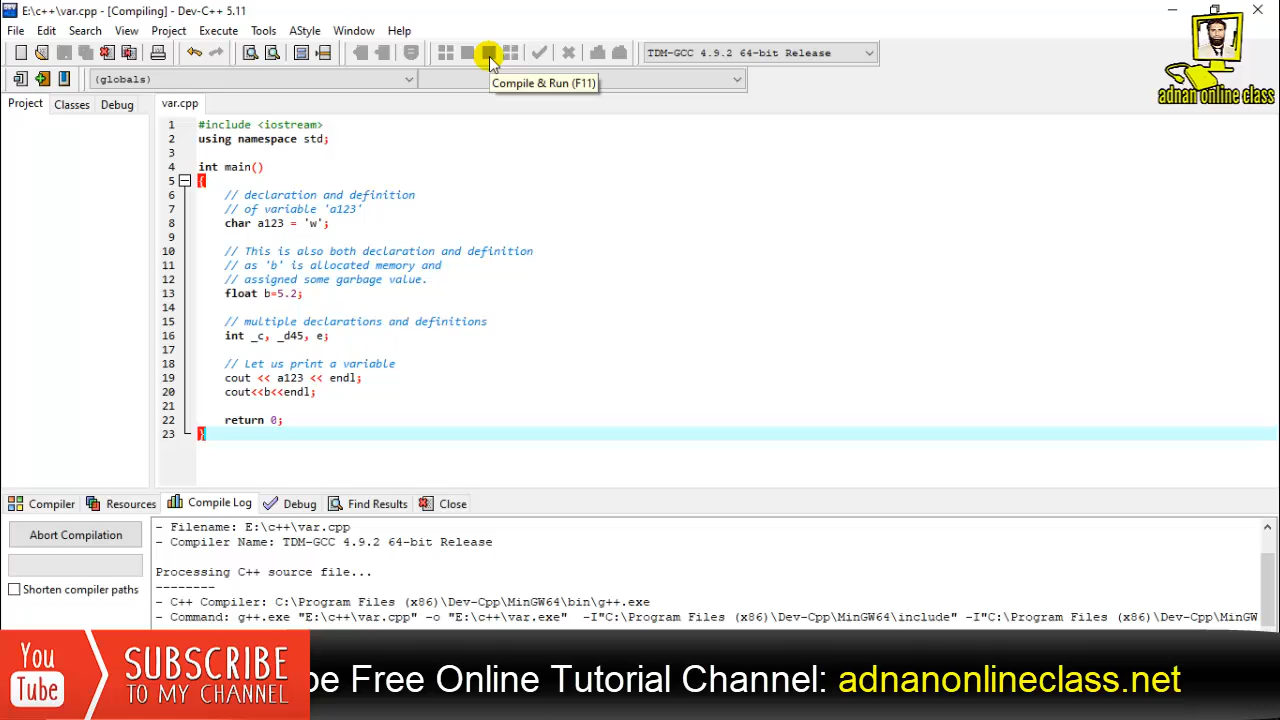 E:\c++\var.cpp - [Compiling] - Dev-C++ 5.11
File Edit Search View Project Execute Tools AStyle Window Help
TDM-GCC 4.9.2 64-bit Release
(globals)
Compile & Run (F11)
adnan online class
Project Classes Debug
var.cpp
1 #include <iostream>
2 using namespace std;
3
4 int main()
5 {
6 // declaration and definition
7 // of variable 'a123'
8 char a123 = 'w';
9
10 // This is also both declaration and definition
11 // as 'b' is allocated memory and
12 // assigned some garbage value.
13 float b=5.2;
14
15 // multiple declarations and definitions
16 int _c, _d45, e;
17
18 // Let us print a variable
19 cout << a123 << endl;
20 cout<<b<<endl;
21
22 return 0;
23 }
Compiler Resources Compile Log Debug Find Results Close
Abort Compilation
Shorten compiler paths
- Filename: E:\c++\var.cpp
- Compiler Name: TDM-GCC 4.9.2 64-bit Release
Processing C++ source file...
--------
- C++ Compiler: C:\Program Files (x86)\Dev-Cpp\MinGW64\bin\g++.exe
- Command: g++.exe "E:\c++\var.cpp" -o "E:\c++\var.exe" -I"C:\Program Files (x86)\Dev-Cpp\MinGW64\include" -I"C:\Program Files (x86)\Dev-Cpp\MinGW
You
Tube
SUBSCRIBE
TO MY CHANNEL
be Free Online Tutorial Channel: adnanonlineclass.net